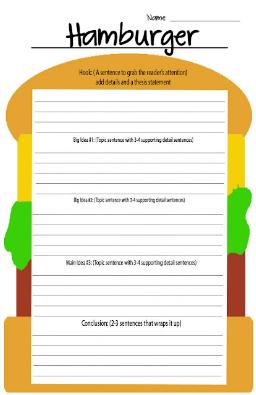 Name
Hamburger
Hook: (A sentence to grab the reader's attention)
add details and a thesis statement
Big Idea #1: (Topic sentence with 3-4 supporting detail sentences)
Big Idea #2: (Topic sentence with 3-4 supporting detail sentences)
Main Idea #3: (Topic sentence with 3-4 supporting detail sentences)
Conclusion: (2-3 sentences that wraps it up)